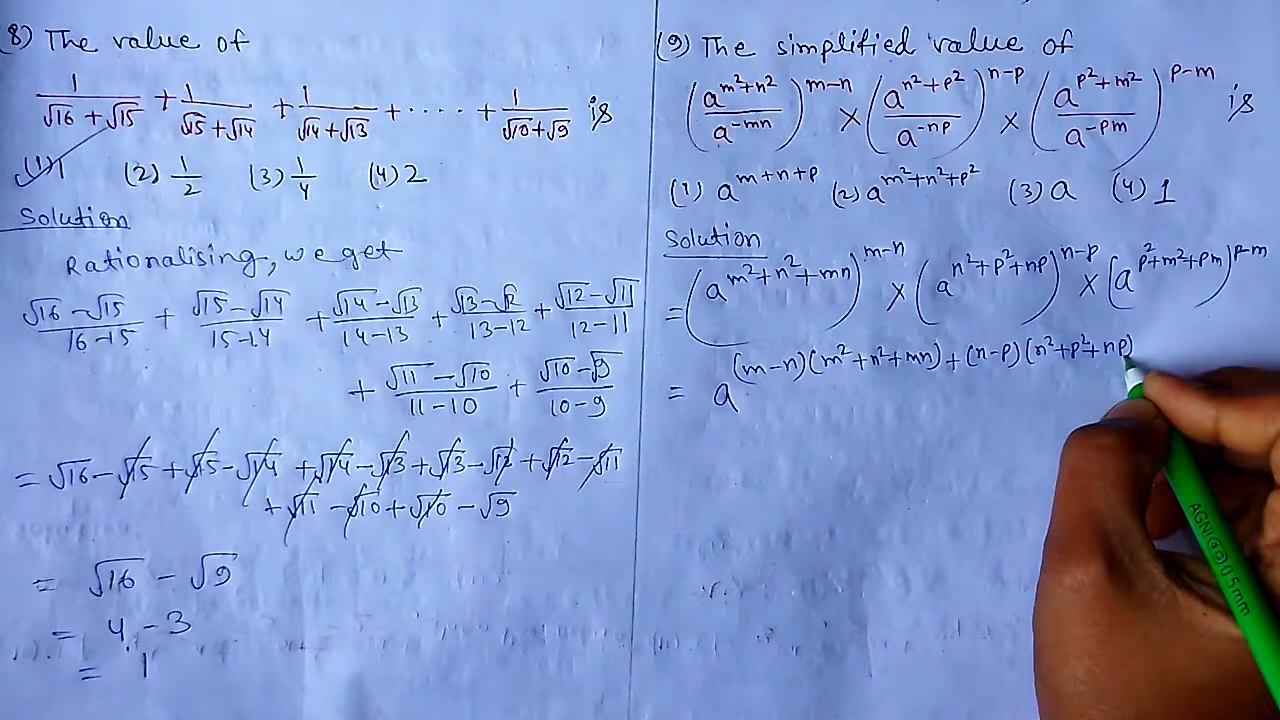 (8) The value of
1/(√16 + √15) + 1/(√15 + √14) + 1/(√14 + √13) + ..... + 1/(√10 + √9) is
(1) 1 (2) 1/2 (3) 1/4 (4) 2
Solution
Rationalising, we get
(√16 - √15)/(16-15) + (√15 - √14)/(15-14) + (√14 - √13)/(14-13) + (√13 - √12)/(13-12) + (√12 - √11)/(12-11)
+ (√11 - √10)/(11-10) + (√10 - √9)/(10-9)
= √16 - √15 + √15 - √14 + √14 - √13 + √13 - √12 + √12 - √11
+ √11 - √10 + √10 - √9
= √16 - √9
= 4 - 3
= 1
(9) The simplified value of
(a^(m²+n²)/a^(-mn))^(m-n) × (a^(n²+p²)/a^(-np))^(n-p) × (a^(p²+m²)/a^(-pm))^(p-m) is
(1) a^(m+n+p) (2) a^(m²+n²+p²) (3) a (4) 1
Solution
= (a^(m²+n²+mn))^(m-n) × (a^(n²+p²+np))^(n-p) × (a^(p²+m²+pm))^(p-m)
= a^((m-n)(m²+n²+mn)+(n-p)(n²+p²+np)
AGNI 0.5mm